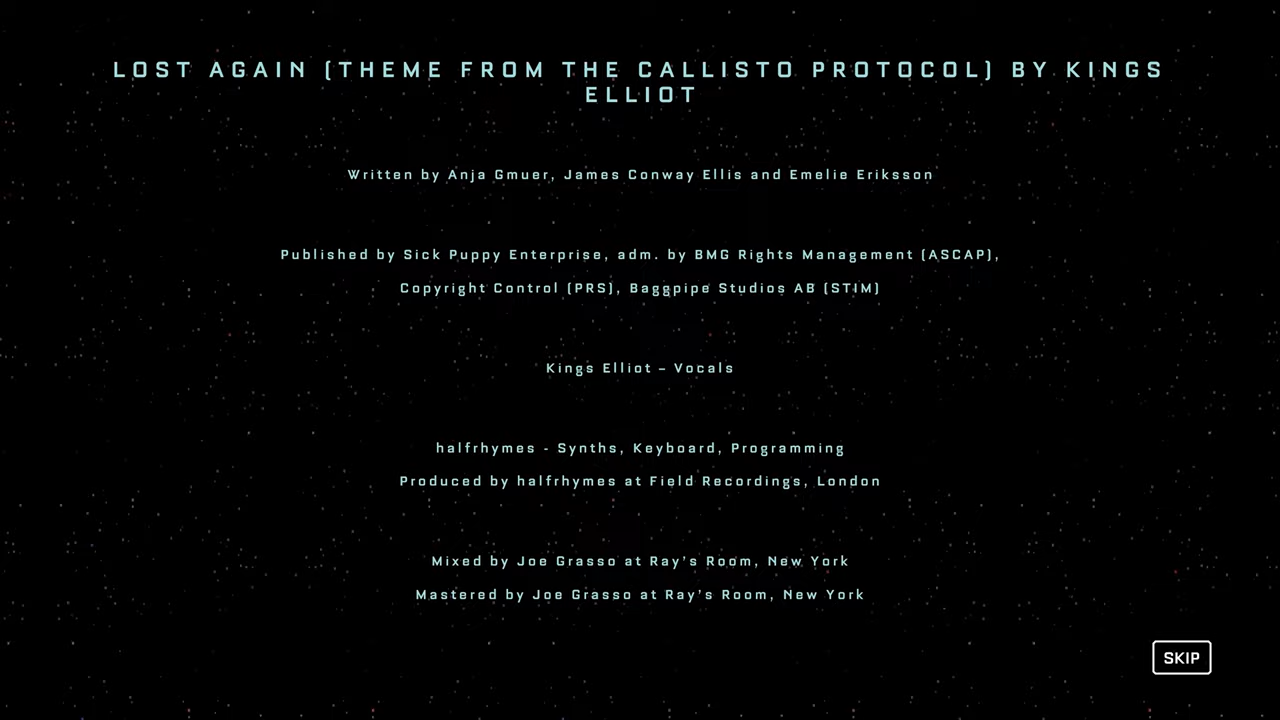 LOST AGAIN (THEME FROM THE CALLISTO PROTOCOL) BY KINGS
ELLIOT
Written by Anja Gmuer, James Conway Ellis and Emelie Eriksson
Published by Sick Puppy Enterprise, adm. by BMG Rights Management (ASCAP),
Copyright Control (PRS), Baggpipe Studios AB (STIM)
Kings Elliot – Vocals
halfrhymes - Synths, Keyboard, Programming
Produced by halfrhymes at Field Recordings, London
Mixed by Joe Grasso at Ray's Room, New York
Mastered by Joe Grasso at Ray's Room, New York
SKIP